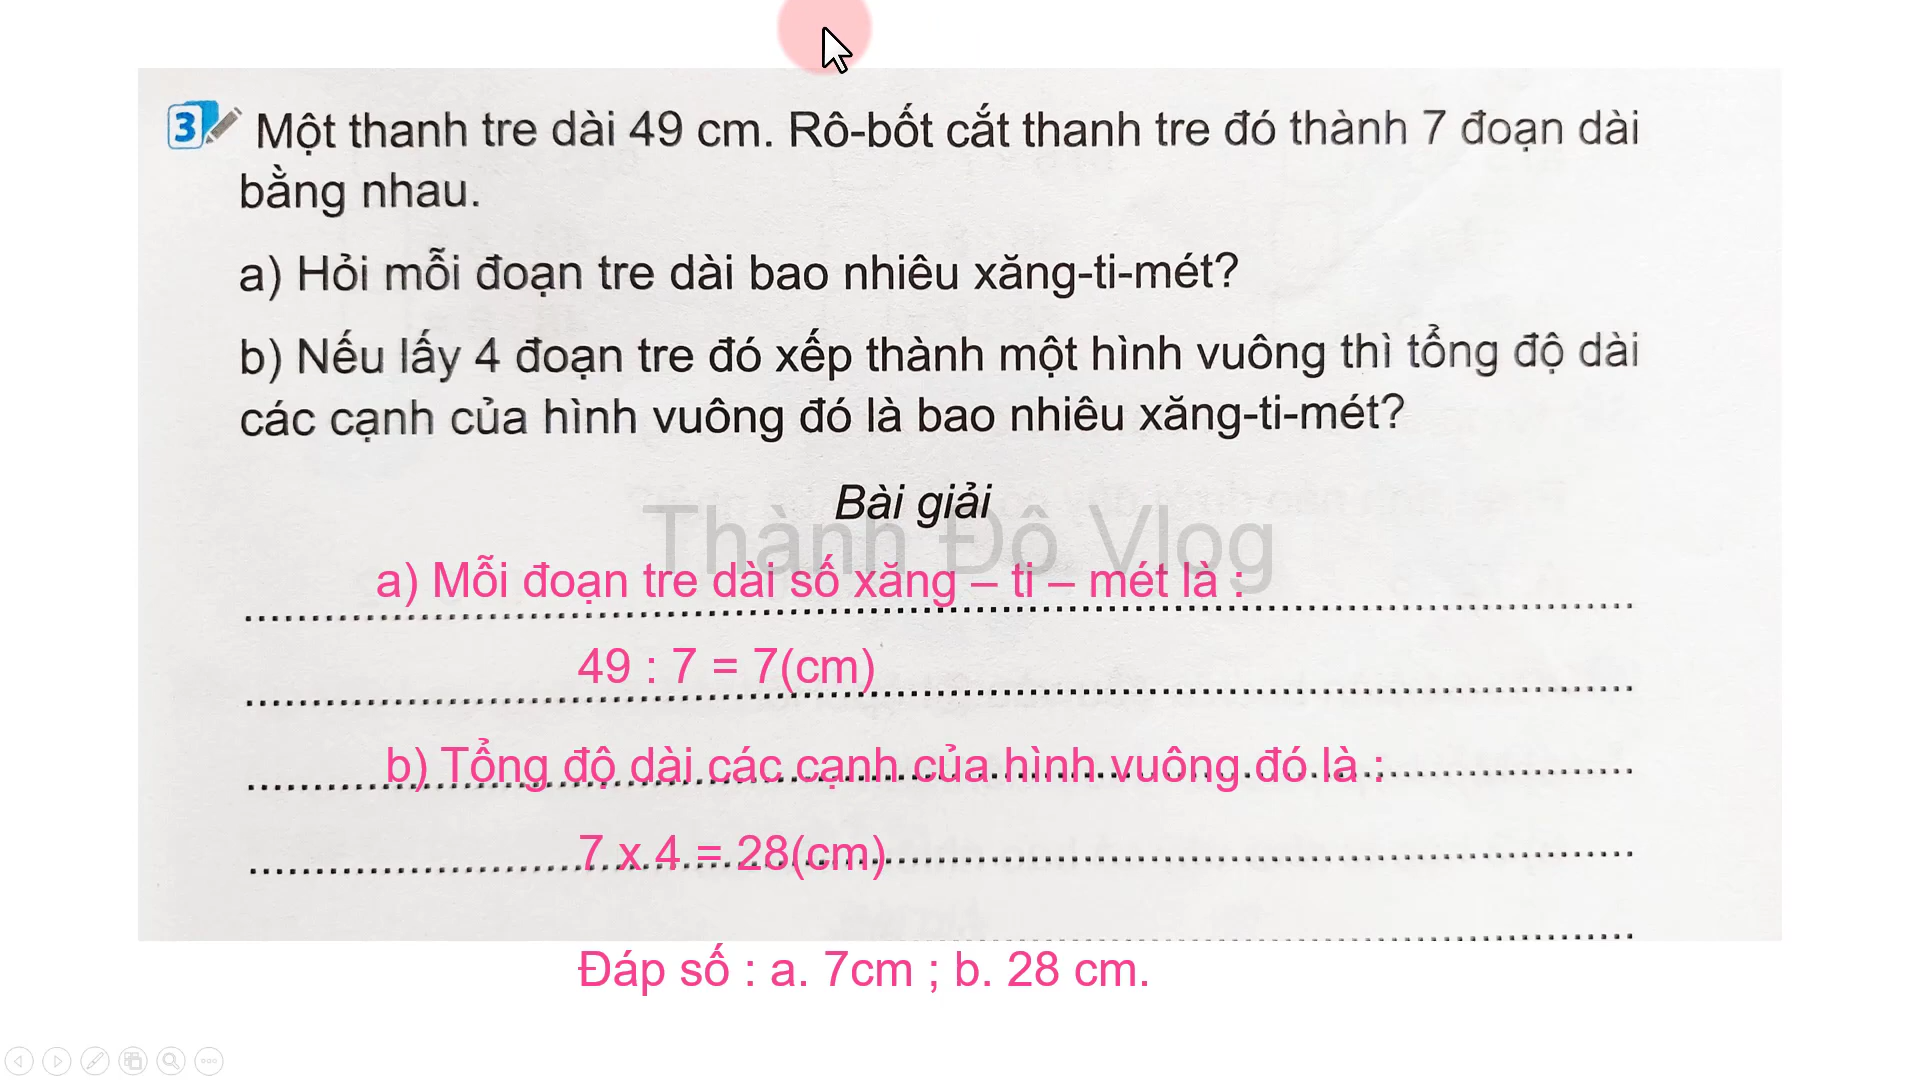 3 Một thanh tre dài 49 cm. Rô-bốt cắt thanh tre đó thành 7 đoạn dài
bằng nhau.
a) Hỏi mỗi đoạn tre dài bao nhiêu xăng-ti-mét?
b) Nếu lấy 4 đoạn tre đó xếp thành một hình vuông thì tổng độ dài
các cạnh của hình vuông đó là bao nhiêu xăng-ti-mét?
Bài giải
Thành Đô Vlog
a) Mỗi đoạn tre dài số xăng – ti – mét là :
49 : 7 = 7(cm)
b) Tổng độ dài các cạnh của hình vuông đó là :
7 x 4 = 28(cm)
Đáp số : a. 7cm ; b. 28 cm.